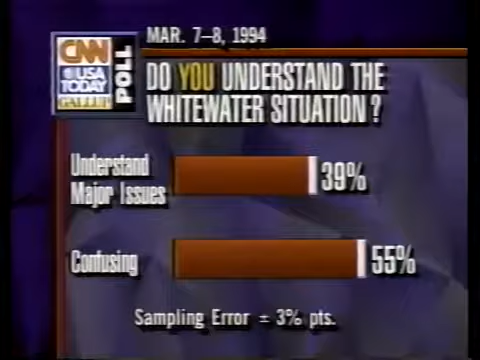 MAR. 7–8, 1994
CNN
USA
TODAY
GALLUP
POLL
DO YOU UNDERSTAND THE
WHITEWATER SITUATION?
Understand
Major Issues
39%
Confusing
55%
Sampling Error ± 3% pts.